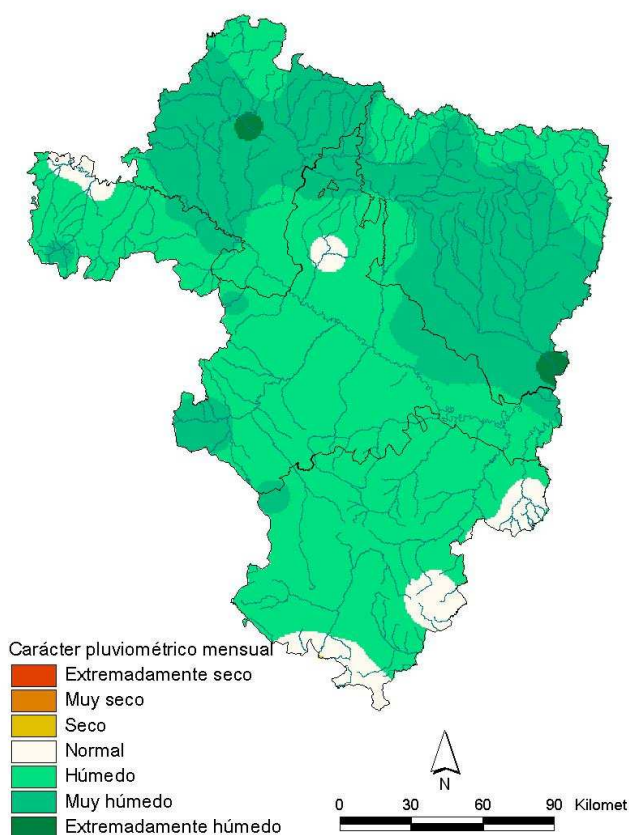 Carácter pluviométrico mensual
Extremadamente seco
Muy seco
Seco
Normal
Húmedo
Muy húmedo
Extremadamente húmedo
N
0 30 60 90 Kilomet